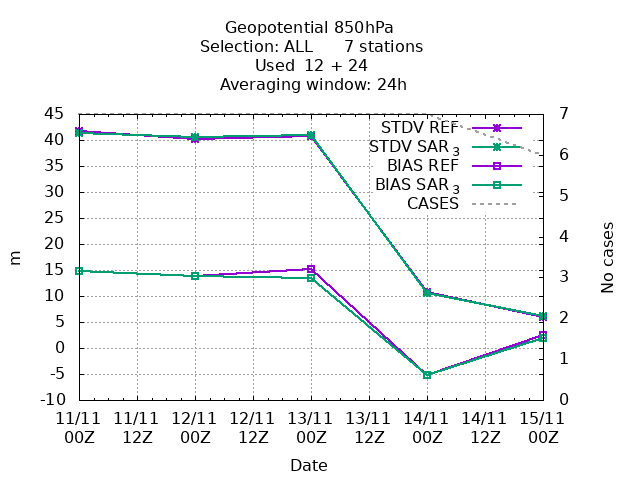 Geopotential 850hPa
Selection: ALL      7 stations
Used  12 + 24
Averaging window: 24h
45
40
35
30
25
20
15
10
5
0
-5
-10
m
7
6
5
4
3
2
1
0
No cases
STDV REF
STDV SAR3
BIAS REF
BIAS SAR3
CASES
11/11 11/11 12/11 12/11 13/11 13/11 14/11 14/11 15/11
00Z 12Z 00Z 12Z 00Z 12Z 00Z 12Z 00Z
Date